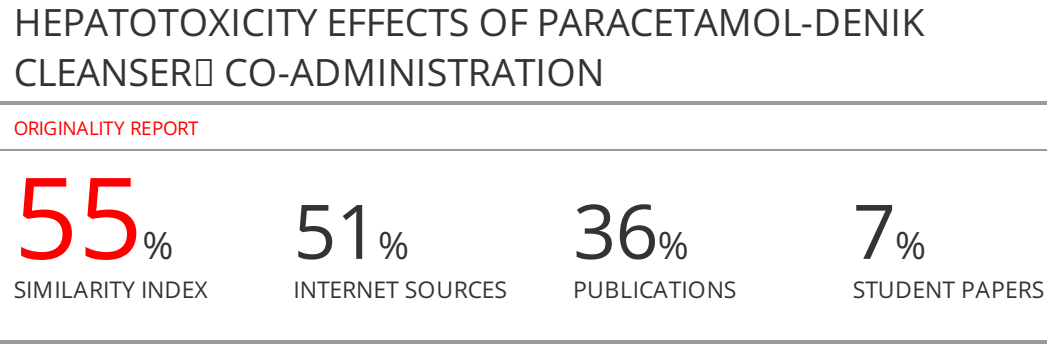 HEPATOTOXICITY EFFECTS OF PARACETAMOL-DENIK
CLEANSER▯ CO-ADMINISTRATION
ORIGINALITY REPORT
55% 51% 36% 7%
SIMILARITY INDEX INTERNET SOURCES PUBLICATIONS STUDENT PAPERS